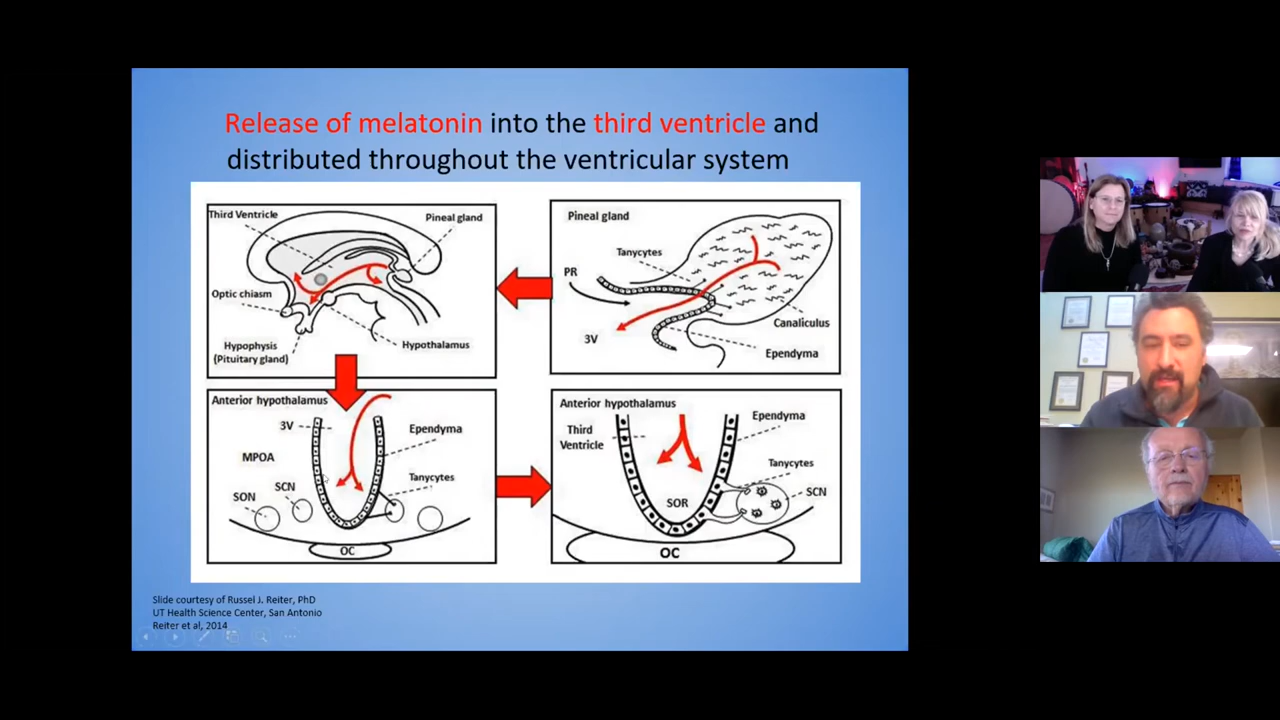 Release of melatonin into the third ventricle and
distributed throughout the ventricular system
Third Ventricle
Pineal gland
Optic chiasm
Hypophysis
(Pituitary gland)
Hypothalamus
Pineal gland
Tanycytes
PR
3V
Canaliculus
Ependyma
Anterior hypothalamus
3V
Ependyma
MPOA
SCN
Tanycytes
SON
OC
Anterior hypothalamus
Third
Ventricle
Ependyma
Tanycytes
SCN
SOR
OC
Slide courtesy of Russel J. Reiter, PhD
UT Health Science Center, San Antonio
Reiter et al, 2014